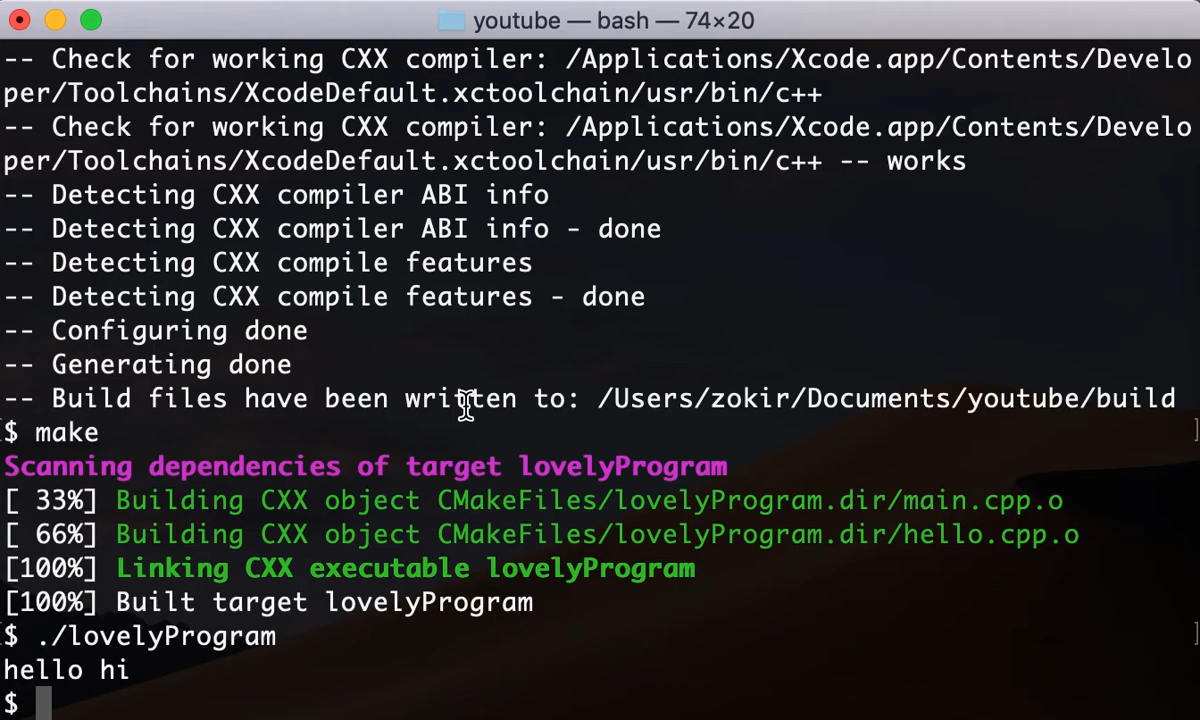 youtube — bash — 74×20
-- Check for working CXX compiler: /Applications/Xcode.app/Contents/Develo
per/Toolchains/XcodeDefault.xctoolchain/usr/bin/c++
-- Check for working CXX compiler: /Applications/Xcode.app/Contents/Develo
per/Toolchains/XcodeDefault.xctoolchain/usr/bin/c++ -- works
-- Detecting CXX compiler ABI info
-- Detecting CXX compiler ABI info - done
-- Detecting CXX compile features
-- Detecting CXX compile features - done
-- Configuring done
-- Generating done
-- Build files have been written to: /Users/zokir/Documents/youtube/build
[$ make ]
Scanning dependencies of target lovelyProgram
[ 33%] Building CXX object CMakeFiles/lovelyProgram.dir/main.cpp.o
[ 66%] Building CXX object CMakeFiles/lovelyProgram.dir/hello.cpp.o
[100%] Linking CXX executable lovelyProgram
[100%] Built target lovelyProgram
[$ ./lovelyProgram ]
hello hi
$